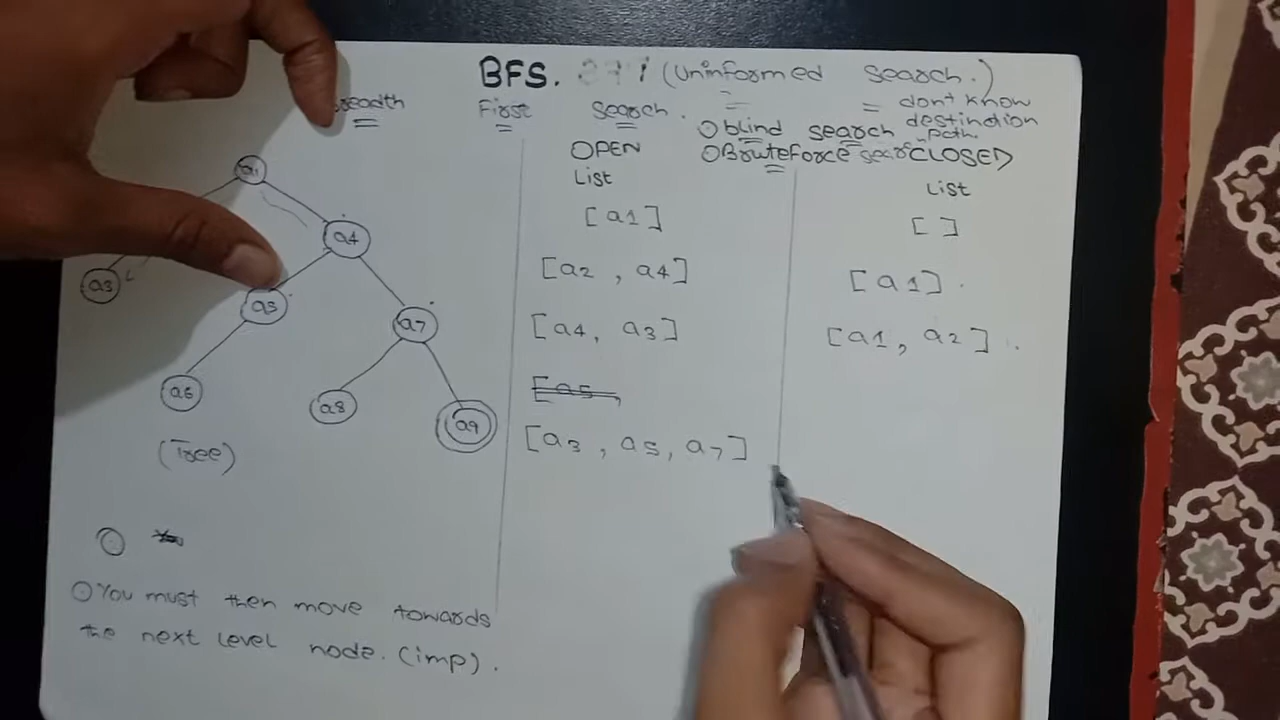 BFS. (Uninformed search.)
First Search.
= don't know
destination
path.
blind search
Bruteforce
OPEN
List
CLOSED
List
[a1]
[ ]
[a2 , a4]
[a1].
[a4, a3]
[a1, a2].
[a5,
[a3 , a5, a7]
a1
a4
a3
a5
a7
a6
a8
a9
(Tree)
You must then move towards
the next level node. (imp).